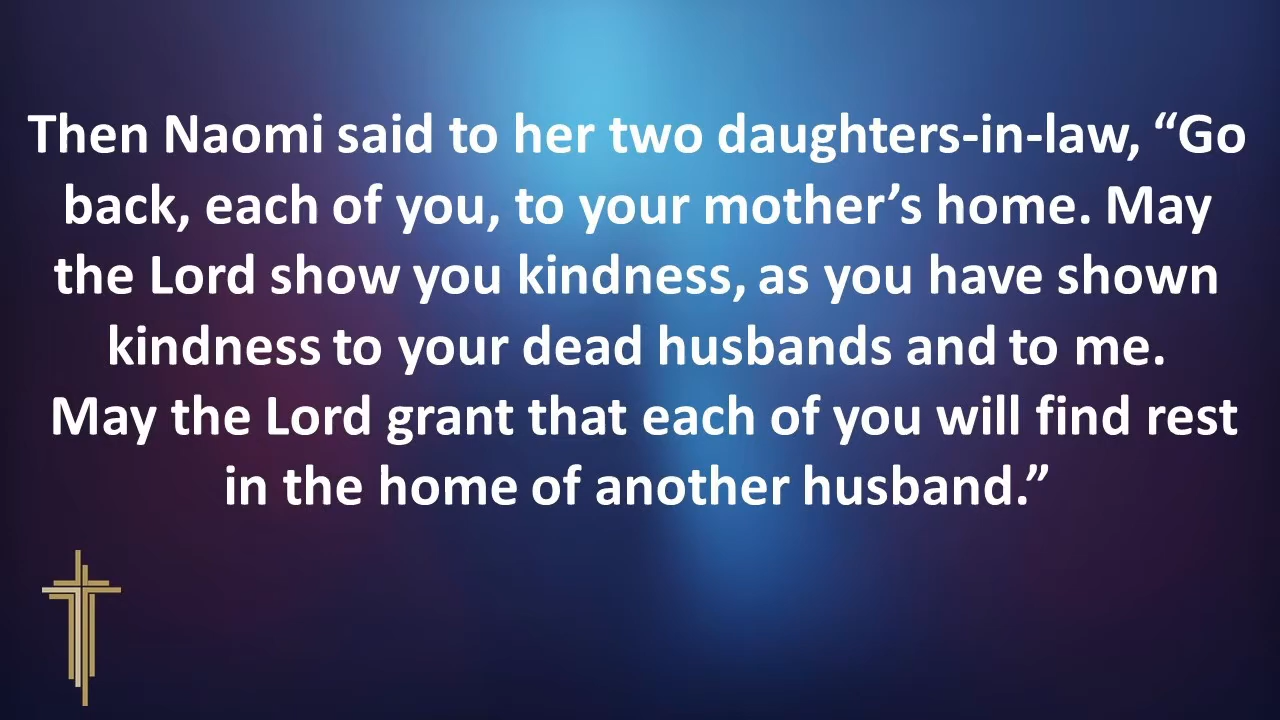 Then Naomi said to her two daughters-in-law, “Go
back, each of you, to your mother’s home. May
the Lord show you kindness, as you have shown
kindness to your dead husbands and to me.
May the Lord grant that each of you will find rest
in the home of another husband.”